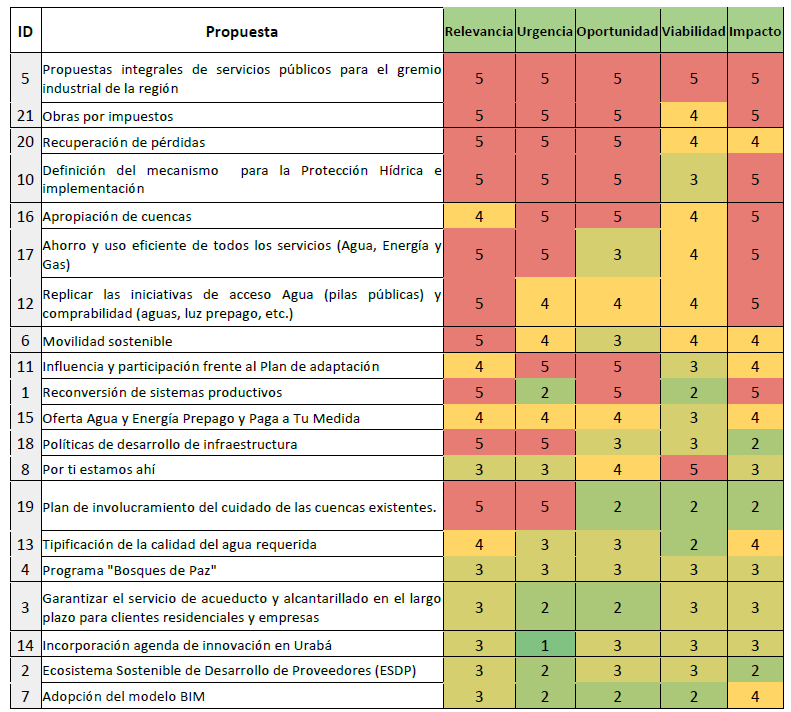 ID Propuesta Relevancia Urgencia Oportunidad Viabilidad Impacto
5 Propuestas integrales de servicios públicos para el gremio 5 5 5 5 5
industrial de la región
21 Obras por impuestos 5 5 5 4 5
20 Recuperación de pérdidas 5 5 5 4 4
10 Definición del mecanismo para la Protección Hídrica e 5 5 5 3 5
implementación
16 Apropiación de cuencas 4 5 5 4 5
17 Ahorro y uso eficiente de todos los servicios (Agua, Energía y 5 5 3 4 5
Gas)
12 Replicar las iniciativas de acceso Agua (pilas públicas) y 5 4 4 4 5
comprabilidad (aguas, luz prepago, etc.)
6 Movilidad sostenible 5 4 3 4 4
11 Influencia y participación frente al Plan de adaptación 4 5 5 3 4
1 Reconversión de sistemas productivos 5 2 5 2 5
15 Oferta Agua y Energía Prepago y Paga a Tu Medida 4 4 4 3 4
18 Políticas de desarrollo de infraestructura 5 5 3 3 2
8 Por ti estamos ahí 3 3 4 5 3
19 Plan de involucramiento del cuidado de las cuencas existentes. 5 5 2 2 2
13 Tipificación de la calidad del agua requerida 4 3 3 2 4
4 Programa "Bosques de Paz" 3 3 3 3 3
3 Garantizar el servicio de acueducto y alcantarillado en el largo 3 2 2 3 3
plazo para clientes residenciales y empresas
14 Incorporación agenda de innovación en Urabá 3 1 3 3 3
2 Ecosistema Sostenible de Desarrollo de Proveedores (ESDP) 3 2 3 3 2
7 Adopción del modelo BIM 3 2 2 2 4